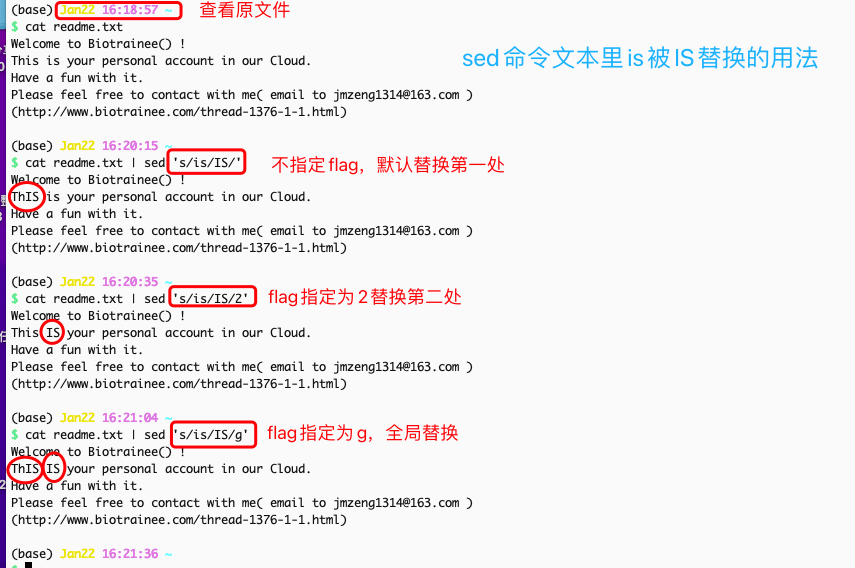 (base) Jan22 16:18:57 ~ 查看原文件
$ cat readme.txt
Welcome to Biotrainee() !
This is your personal account in our Cloud.
sed命令文本里is被IS替换的用法
Have a fun with it.
Please feel free to contact with me( email to jmzeng1314@163.com )
(http://www.biotrainee.com/thread-1376-1-1.html)
(base) Jan22 16:20:15 ~
$ cat readme.txt | sed 's/is/IS/' 不指定flag，默认替换第一处
Welcome to Biotrainee() !
ThIS is your personal account in our Cloud.
Have a fun with it.
Please feel free to contact with me( email to jmzeng1314@163.com )
(http://www.biotrainee.com/thread-1376-1-1.html)
(base) Jan22 16:20:35 ~
$ cat readme.txt | sed 's/is/IS/2' flag指定为2替换第二处
Welcome to Biotrainee() !
This IS your personal account in our Cloud.
Have a fun with it.
Please feel free to contact with me( email to jmzeng1314@163.com )
(http://www.biotrainee.com/thread-1376-1-1.html)
(base) Jan22 16:21:04 ~
$ cat readme.txt | sed 's/is/IS/g' flag指定为g，全局替换
Welcome to Biotrainee() !
ThIS IS your personal account in our Cloud.
Have a fun with it.
Please feel free to contact with me( email to jmzeng1314@163.com )
(http://www.biotrainee.com/thread-1376-1-1.html)
(base) Jan22 16:21:36 ~
$